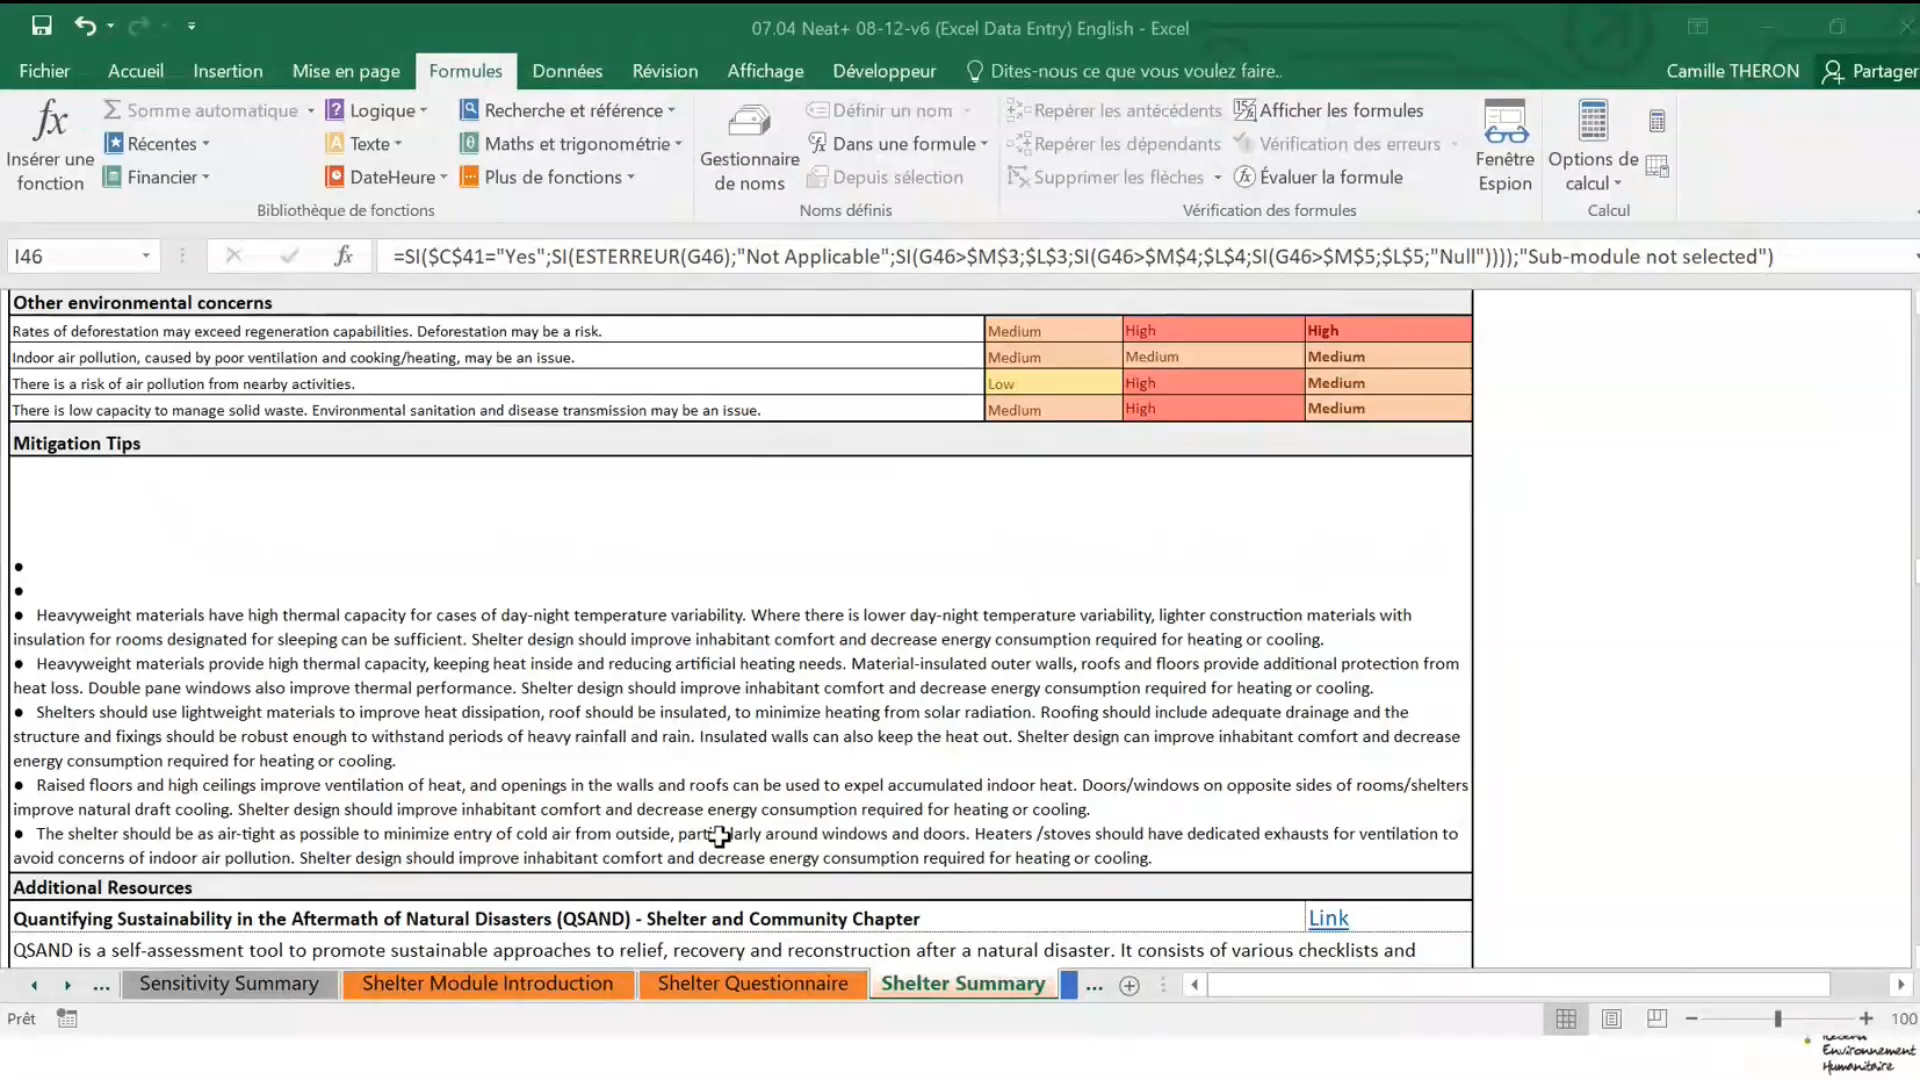 07.04 Neat+ 08-12-v6 (Excel Data Entry) English - Excel
Fichier Accueil Insertion Mise en page Formules Données Révision Affichage Développeur Dites-nous ce que vous voulez faire.. Camille THERON Partager
Insérer une fonction
Somme automatique
Récentes
Financier
Logique
Texte
DateHeure
Recherche et référence
Maths et trigonométrie
Plus de fonctions
Bibliothèque de fonctions
Gestionnaire de noms
Définir un nom
Dans une formule
Depuis sélection
Noms définis
Repérer les antécédents
Repérer les dépendants
Supprimer les flèches
Afficher les formules
Vérification des erreurs
Évaluer la formule
Vérification des formules
Fenêtre Espion
Options de calcul
Calcul
I46 fx =SI($C$41="Yes";SI(ESTERREUR(G46);"Not Applicable";SI(G46>$M$3;$L$3;SI(G46>$M$4;$L$4;SI(G46>$M$5;$L$5;"Null"))));"Sub-module not selected")
Other environmental concerns
Rates of deforestation may exceed regeneration capabilities. Deforestation may be a risk. Medium High High
Indoor air pollution, caused by poor ventilation and cooking/heating, may be an issue. Medium Medium Medium
There is a risk of air pollution from nearby activities. Low High Medium
There is low capacity to manage solid waste. Environmental sanitation and disease transmission may be an issue. Medium High Medium
Mitigation Tips
●
●
● Heavyweight materials have high thermal capacity for cases of day-night temperature variability. Where there is lower day-night temperature variability, lighter construction materials with
insulation for rooms designated for sleeping can be sufficient. Shelter design should improve inhabitant comfort and decrease energy consumption required for heating or cooling.
● Heavyweight materials provide high thermal capacity, keeping heat inside and reducing artificial heating needs. Material-insulated outer walls, roofs and floors provide additional protection from
heat loss. Double pane windows also improve thermal performance. Shelter design should improve inhabitant comfort and decrease energy consumption required for heating or cooling.
● Shelters should use lightweight materials to improve heat dissipation, roof should be insulated, to minimize heating from solar radiation. Roofing should include adequate drainage and the
structure and fixings should be robust enough to withstand periods of heavy rainfall and rain. Insulated walls can also keep the heat out. Shelter design can improve inhabitant comfort and decrease
energy consumption required for heating or cooling.
● Raised floors and high ceilings improve ventilation of heat, and openings in the walls and roofs can be used to expel accumulated indoor heat. Doors/windows on opposite sides of rooms/shelters
improve natural draft cooling. Shelter design should improve inhabitant comfort and decrease energy consumption required for heating or cooling.
● The shelter should be as air-tight as possible to minimize entry of cold air from outside, particularly around windows and doors. Heaters /stoves should have dedicated exhausts for ventilation to
avoid concerns of indoor air pollution. Shelter design should improve inhabitant comfort and decrease energy consumption required for heating or cooling.
Additional Resources
Quantifying Sustainability in the Aftermath of Natural Disasters (QSAND) - Shelter and Community Chapter Link
QSAND is a self-assessment tool to promote sustainable approaches to relief, recovery and reconstruction after a natural disaster. It consists of various checklists and
... Sensitivity Summary Shelter Module Introduction Shelter Questionnaire Shelter Summary ...
Prêt 100
Environnement
Humanitaire